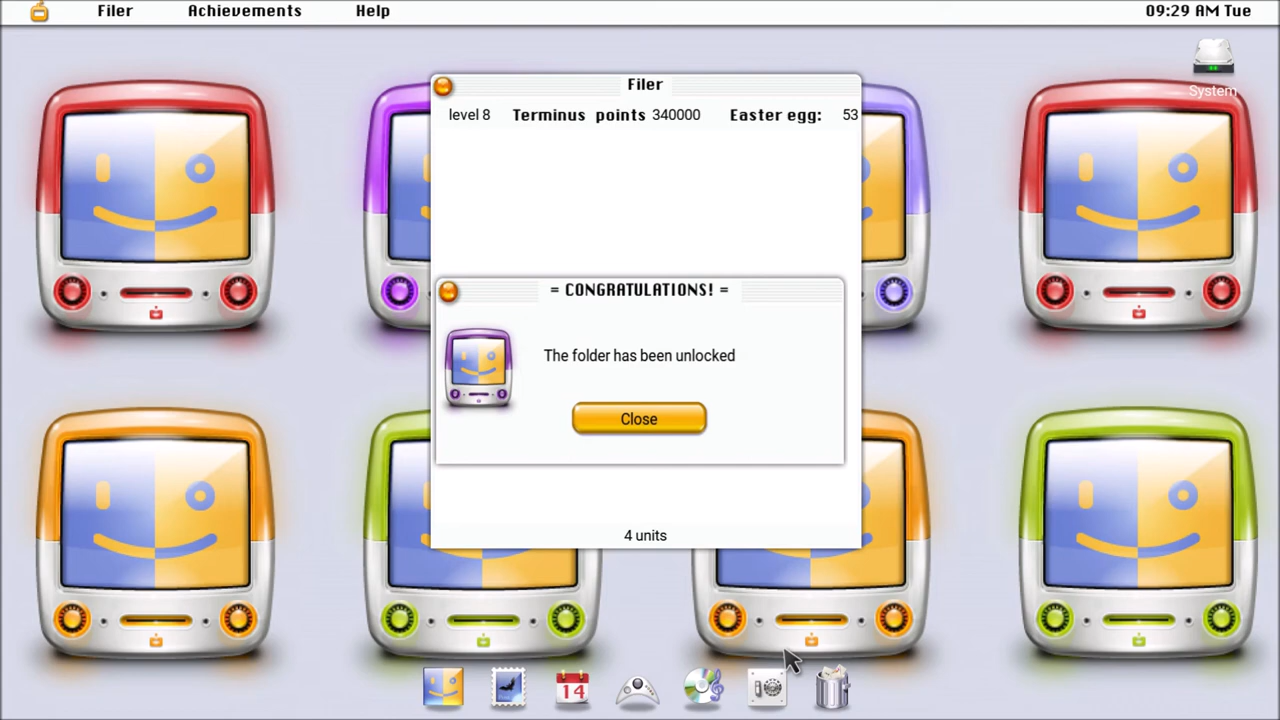 Filer Achievements Help 09:29 AM Tue
System
Filer
level 8 Terminus points 340000 Easter egg: 53
= CONGRATULATIONS! =
The folder has been unlocked
Close
4 units
14